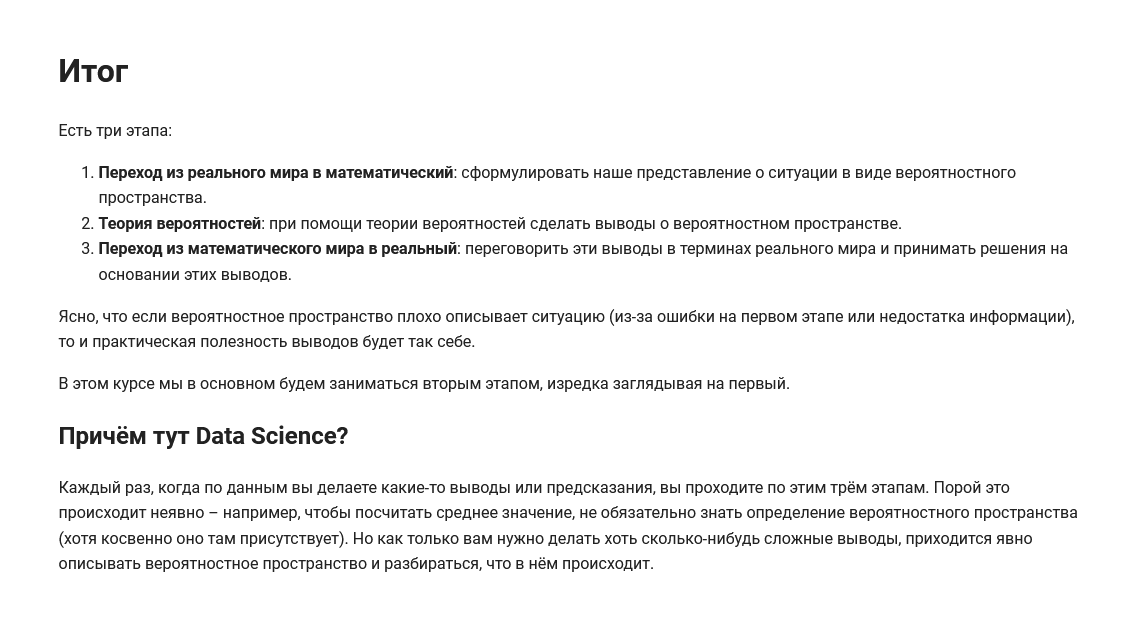 Итог
Есть три этапа:
1. Переход из реального мира в математический: сформулировать наше представление о ситуации в виде вероятностного
пространства.
2. Теория вероятностей: при помощи теории вероятностей сделать выводы о вероятностном пространстве.
3. Переход из математического мира в реальный: переговорить эти выводы в терминах реального мира и принимать решения на
основании этих выводов.
Ясно, что если вероятностное пространство плохо описывает ситуацию (из-за ошибки на первом этапе или недостатка информации),
то и практическая полезность выводов будет так себе.
В этом курсе мы в основном будем заниматься вторым этапом, изредка заглядывая на первый.
Причём тут Data Science?
Каждый раз, когда по данным вы делаете какие-то выводы или предсказания, вы проходите по этим трём этапам. Порой это
происходит неявно – например, чтобы посчитать среднее значение, не обязательно знать определение вероятностного пространства
(хотя косвенно оно там присутствует). Но как только вам нужно делать хоть сколько-нибудь сложные выводы, приходится явно
описывать вероятностное пространство и разбираться, что в нём происходит.